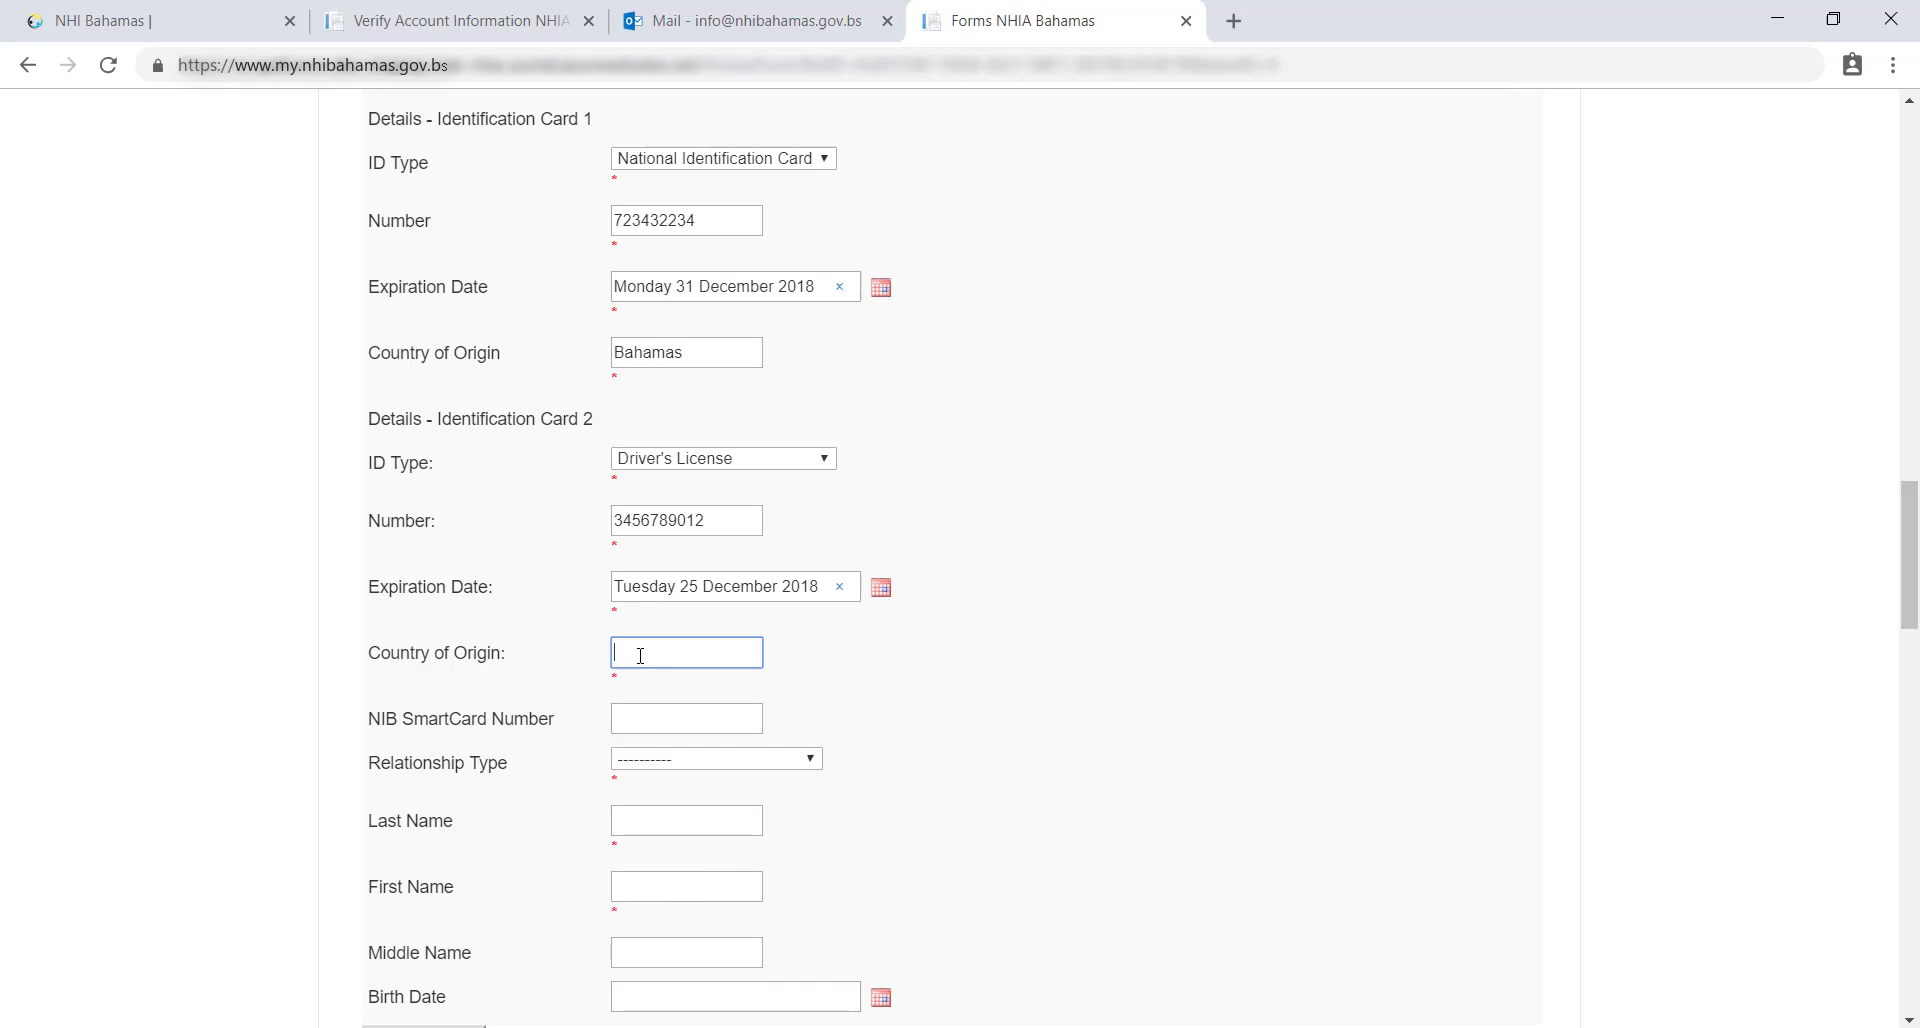 NHI Bahamas |
Verify Account Information NHIA
Mail - info@nhibahamas.gov.bs
Forms NHIA Bahamas
https://www.my.nhibahamas.gov.bs
Details - Identification Card 1
ID Type
National Identification Card
*
Number
723432234
*
Expiration Date
Monday 31 December 2018 ×
*
Country of Origin
Bahamas
*
Details - Identification Card 2
ID Type:
Driver's License
*
Number:
3456789012
*
Expiration Date:
Tuesday 25 December 2018 ×
*
Country of Origin:
*
NIB SmartCard Number
Relationship Type
----------
*
Last Name
*
First Name
*
Middle Name
Birth Date